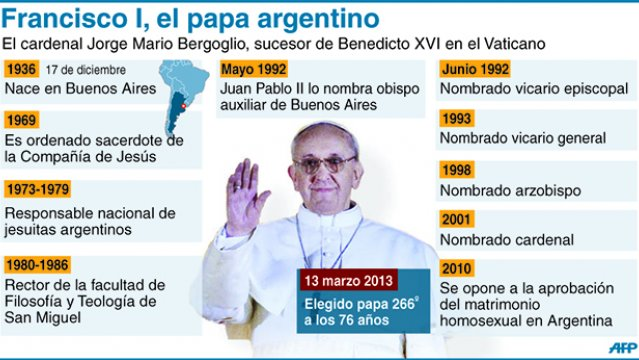 Francisco I, el papa argentino
El cardenal Jorge Mario Bergoglio, sucesor de Benedicto XVI en el Vaticano
1936 17 de diciembre
Nace en Buenos Aires
1969
Es ordenado sacerdote de
la Compañía de Jesús
1973-1979
Responsable nacional de
jesuitas argentinos
1980-1986
Rector de la facultad de
Filosofía y Teología de
San Miguel
Mayo 1992
Juan Pablo II lo nombra obispo
auxiliar de Buenos Aires
13 marzo 2013
Elegido papa 266º
a los 76 años
Junio 1992
Nombrado vicario episcopal
1993
Nombrado vicario general
1998
Nombrado arzobispo
2001
Nombrado cardenal
2010
Se opone a la aprobación
del matrimonio
homosexual en Argentina
AFP